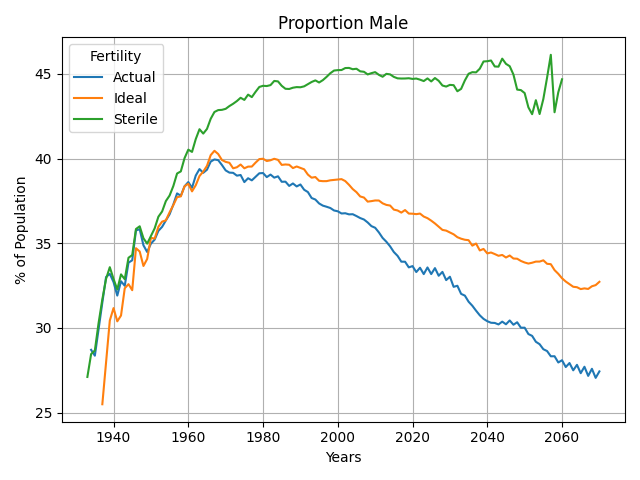 Proportion Male
Fertility
Actual
Ideal
Sterile
% of Population
45
40
35
30
25
1940
1960
1980
2000
2020
2040
2060
Years